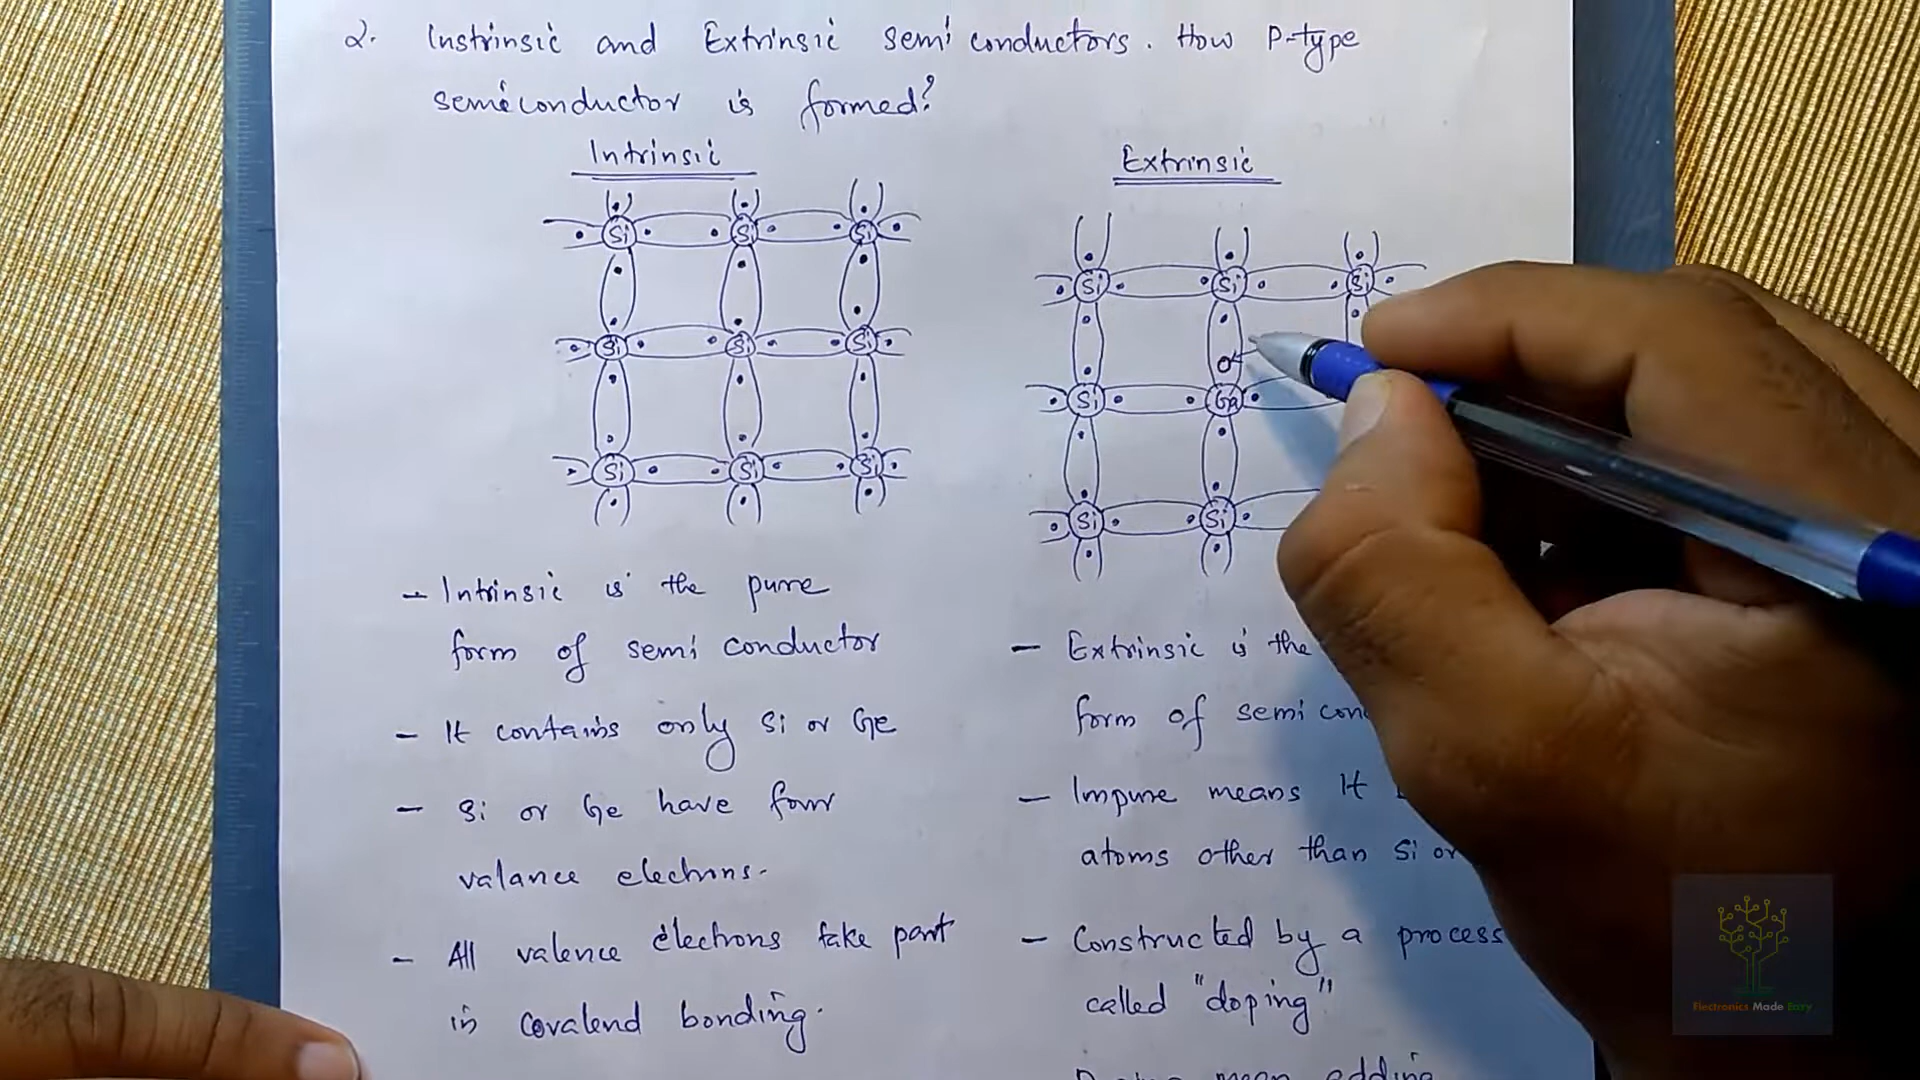 2. Instrinsic and Extrinsic semi conductors. How P-type
semiconductor is formed?
Intrinsic
Si Si Si
Si Si Si
Si Si Si
- Intrinsic is the pure
form of semi conductor
- It contains only Si or Ge
- Si or Ge have four
valance electrons.
- All valence electrons take part
in covalend bonding.
Extrinsic
Si Si Si
Si Ga
Si Si
- Extrinsic is the
form of semi
- Impure means It
atoms other than Si or
- Constructed by a process
called "doping"
mean adding
Electronics Made Easy